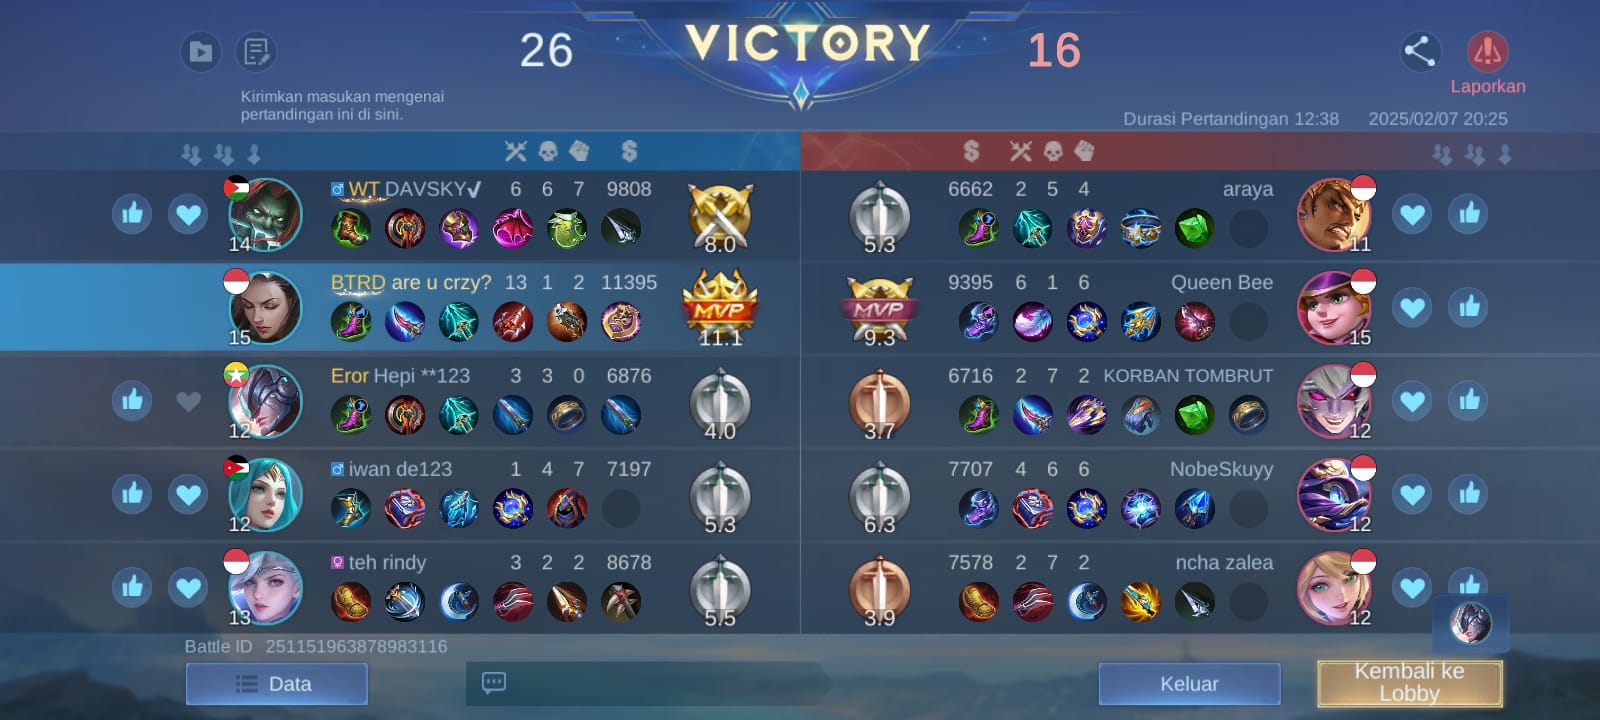 26
VICTORY
16
Laporkan
Kirimkan masukan mengenai
pertandingan ini di sini.
Durasi Pertandingan 12:38 2025/02/07 20:25
WT DAVSKY✓ 6 6 7 9808
14
8.0
6662 2 5 4 araya
5.3
11
BTRD are u crzy? 13 1 2 11395
15
MVP
11.1
9395 6 1 6 Queen Bee
MVP
9.3
15
Eror Hepi **123 3 3 0 6876
12
4.0
6716 2 7 2 KORBAN TOMBRUT
3.7
12
iwan de123 1 4 7 7197
12
5.3
7707 4 6 6 NobeSkuyy
6.3
12
teh rindy 3 2 2 8678
13
5.5
7578 2 7 2 ncha zalea
3.9
12
Battle ID 251151963878983116
Data
Keluar
Kembali ke
Lobby